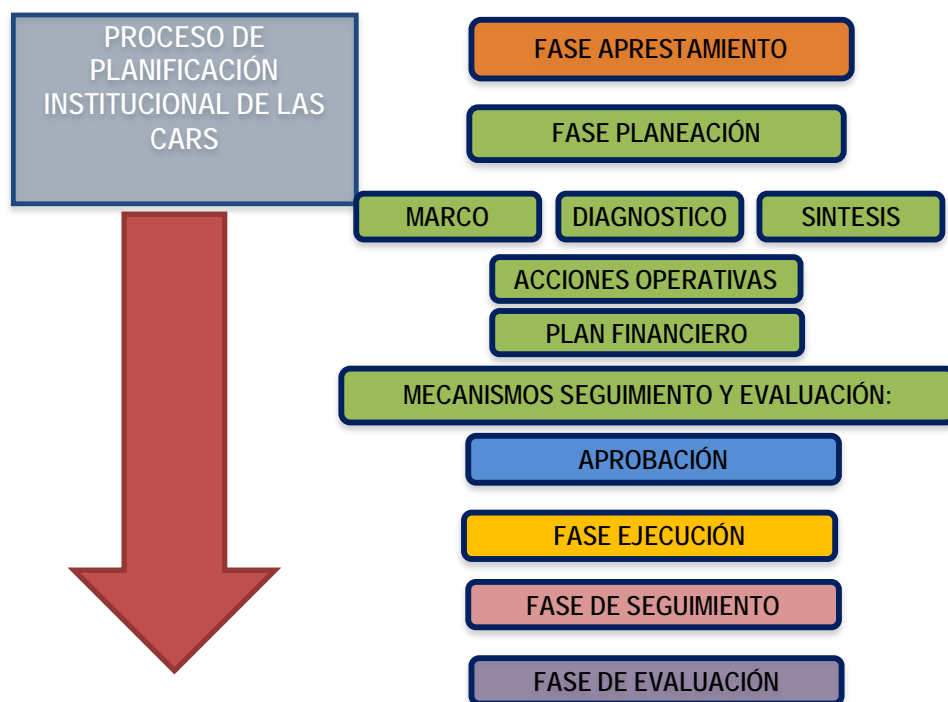 PROCESO DE
PLANIFICACIÓN
INSTITUCIONAL DE LAS
CARS
FASE APRESTAMIENTO
FASE PLANEACIÓN
MARCO
DIAGNOSTICO
SINTESIS
ACCIONES OPERATIVAS
PLAN FINANCIERO
MECANISMOS SEGUIMIENTO Y EVALUACIÓN:
APROBACIÓN
FASE EJECUCIÓN
FASE DE SEGUIMIENTO
FASE DE EVALUACIÓN